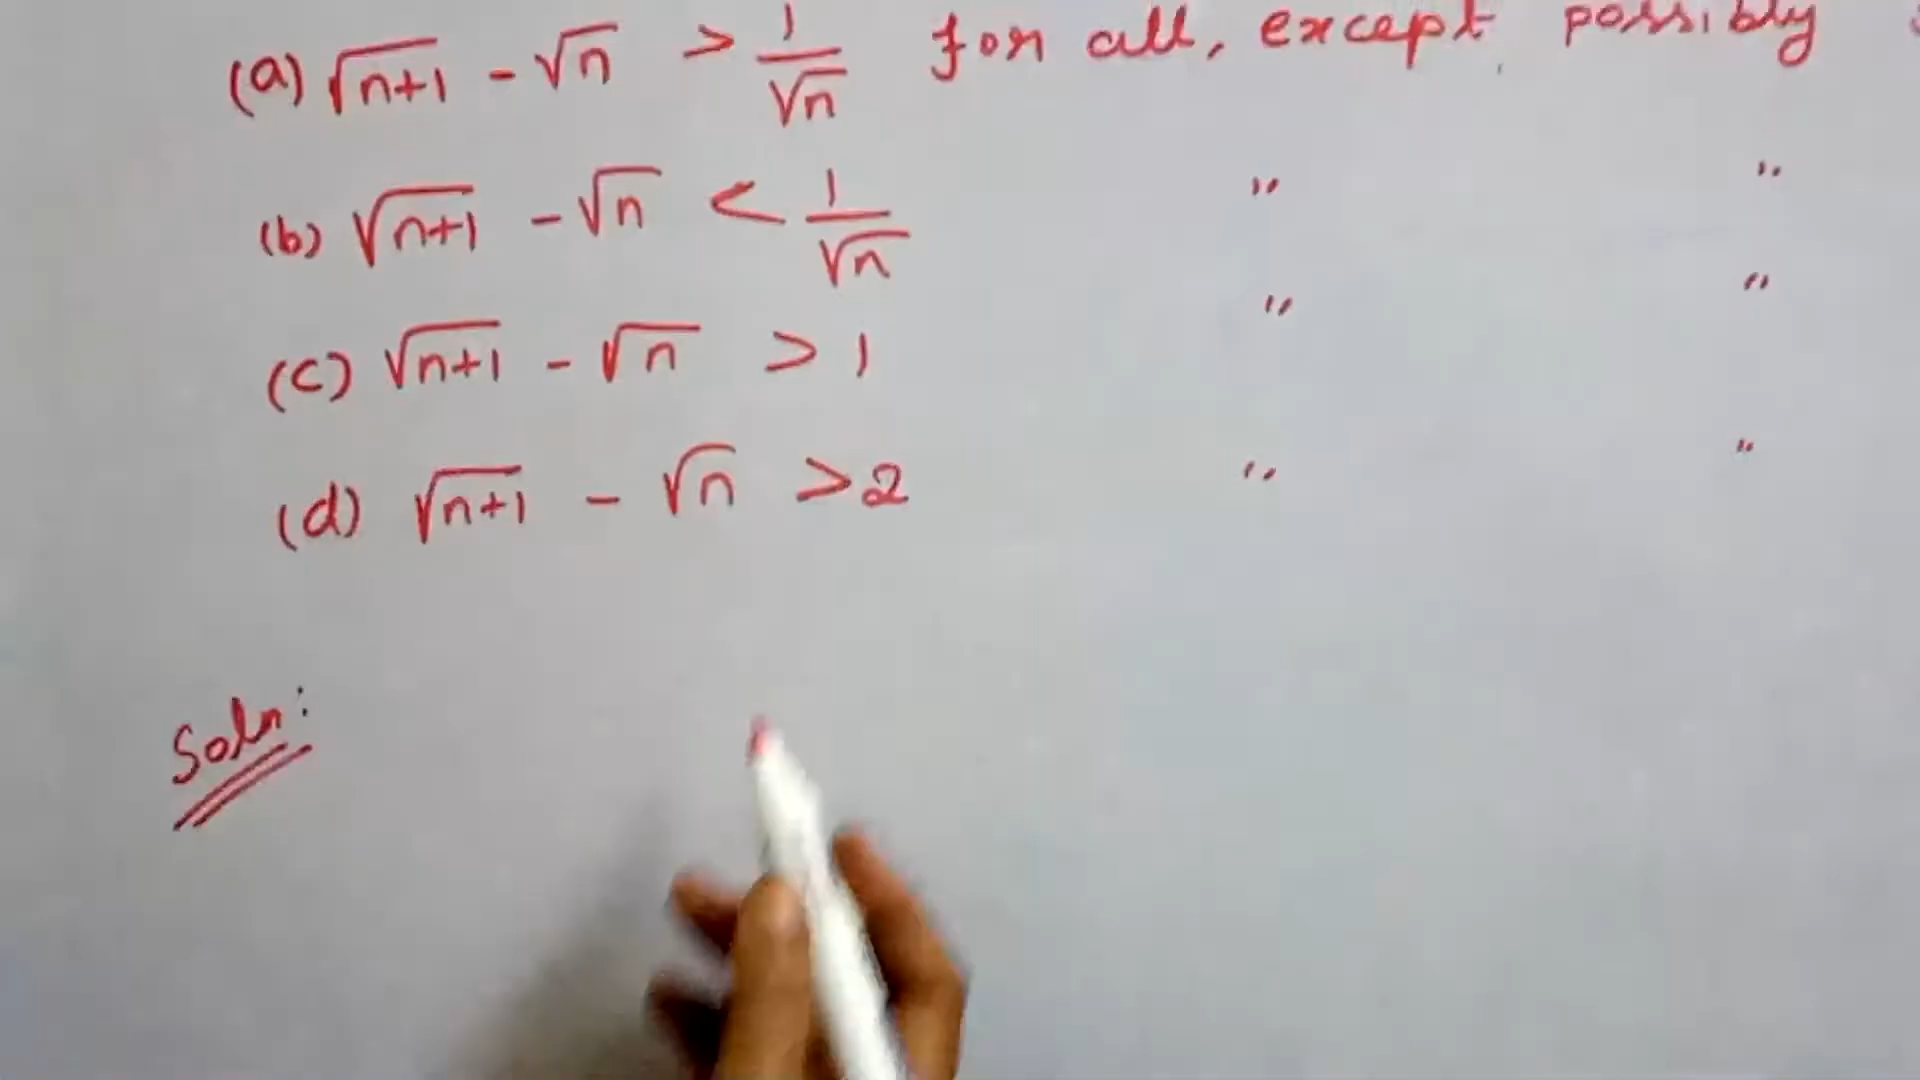 (a) √n+1 - √n > 1/√n for all, except possibly
(b) √n+1 - √n < 1/√n " "
(c) √n+1 - √n > 1 " "
(d) √n+1 - √n > 2 " "
Soln: